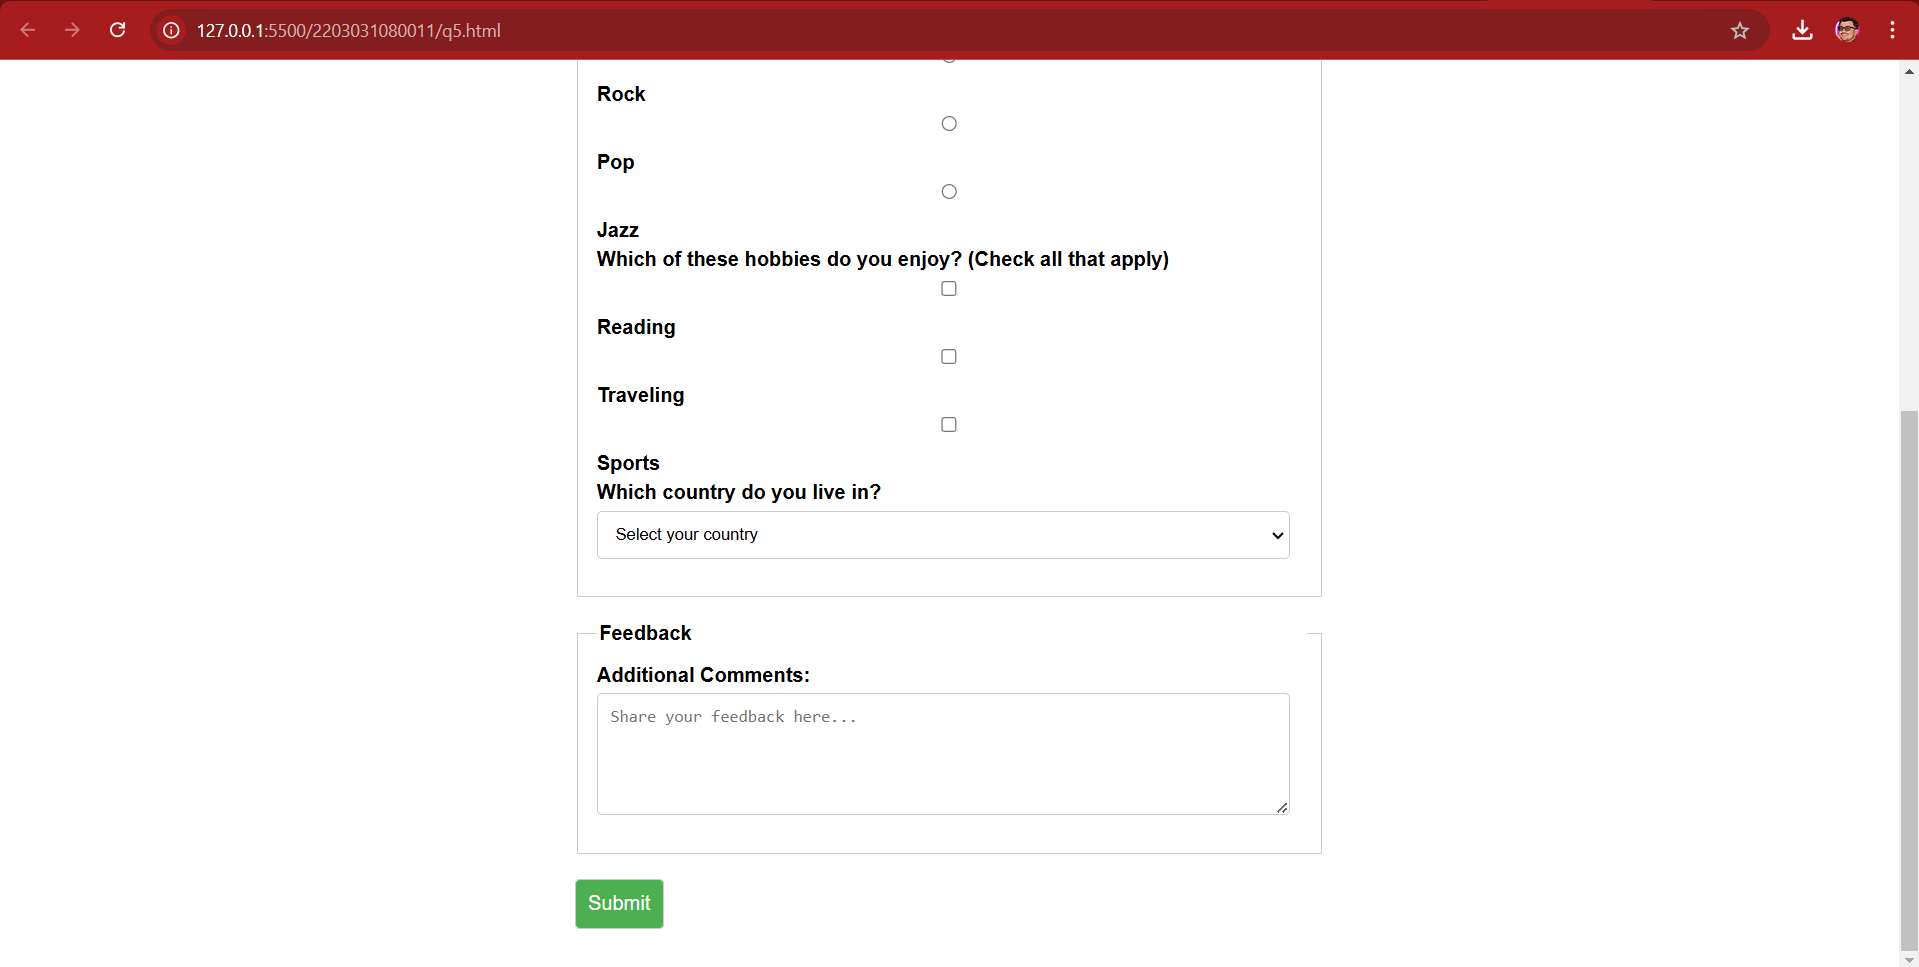 127.0.0.1:5500/2203031080011/q5.html
Rock
Pop
Jazz
Which of these hobbies do you enjoy? (Check all that apply)
Reading
Traveling
Sports
Which country do you live in?
Select your country
Feedback
Additional Comments:
Share your feedback here...
Submit